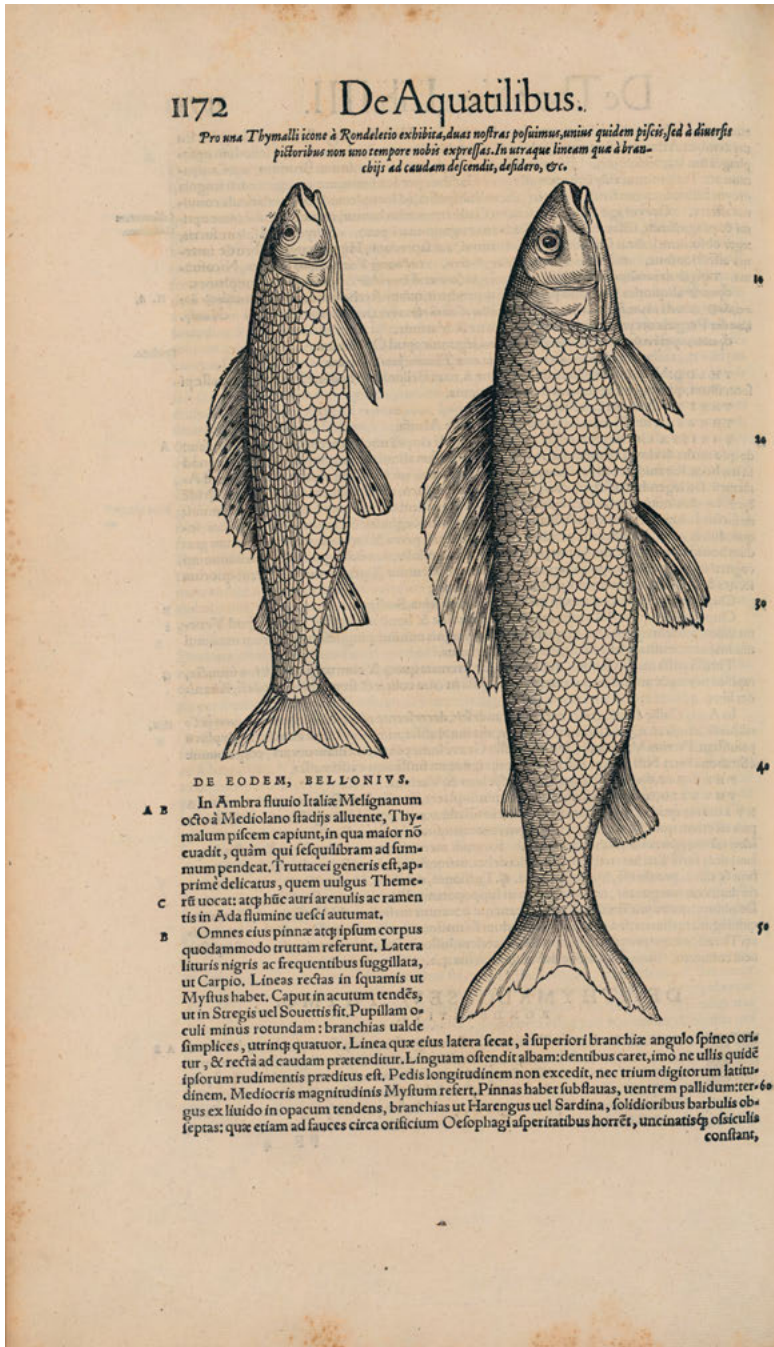 1172 De Aquatilibus.
Pro una Thymalli icone à Rondeletio exhibita, duas nostras posuimus, unius quidem piscis, sed à diuersis
pictoribus non uno tempore nobis expressas. In utraque lineam quæ à bran-
chijs ad caudam descendit, desidero, &c.
10
20
30
40
50
DE EODEM, BELLONIVS.
A B In Ambra fluuio Italiæ Melignanum
octo à Mediolano stadijs alluente, Thy-
malum piscem capiunt, in qua maior nō
euadit, quàm qui sesquilibram ad sum-
mum pendeat. Truttacei generis est, ap-
primè delicatus, quem uulgus Theme-
C rū uocat: atq; hūc auri arenulis ac ramen
tis in Ada flumine uesci autumat.
B Omnes eius pinnæ atq; ipsum corpus
quodammodo truttam referunt. Latera
lituris nigris ac frequentibus suggillata,
ut Carpio. Lineas rectas in squamis ut
Mystus habet. Caput in acutum tendēs,
ut in Stregis uel Souettis fit. Pupillam o-
culi minùs rotundam: branchias ualde
simplices, utrinq; quatuor. Linea quæ eius latera secat, à superiori branchiæ angulo spineo ori-
tur, & rectà ad caudam prætenditur. Linguam ostendit albam: dentibus caret, imò ne ullis quidē
ipsorum rudimentis præditus est. Pedis longitudinem non excedit, nec trium digitorum latitu-
dinem. Mediocris magnitudinis Mystum refert. Pinnas habet subflauas, uentrem pallidum: ter- 60
gus ex liuido in opacum tendens, branchias ut Harengus uel Sardina, solidioribus barbulis ob-
septas: quæ etiam ad fauces circa orificium Oesophagi asperitatibus horrēt, uncinatisq; ossiculis
constant,